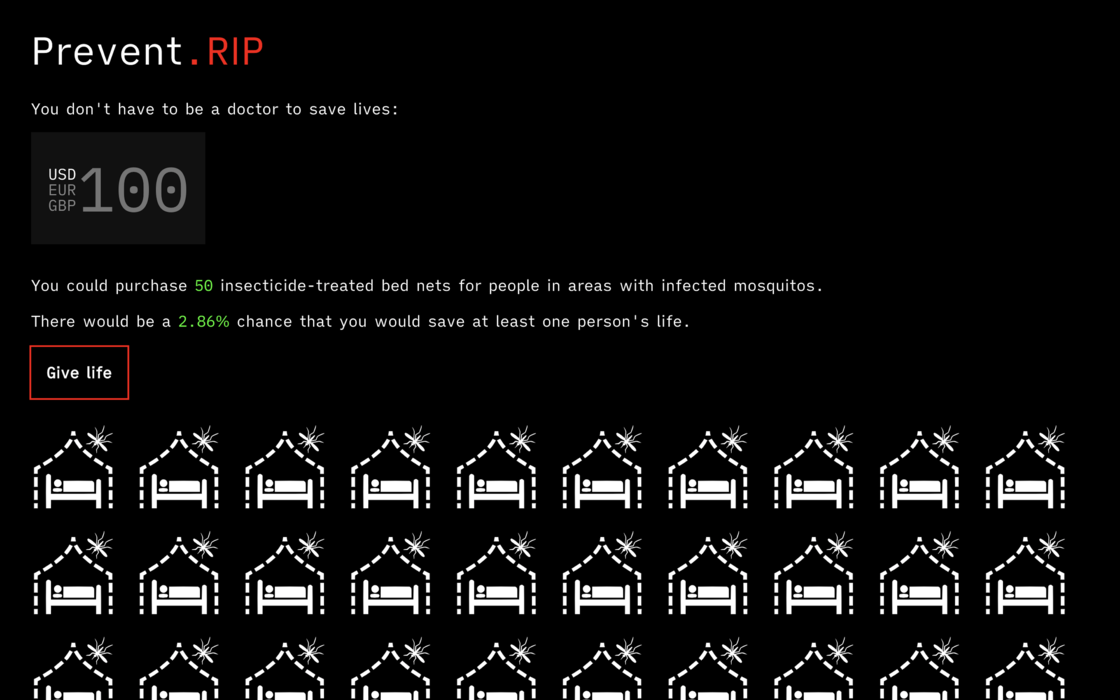 Prevent.RIP
You don't have to be a doctor to save lives:
USD
EUR
GBP
100
You could purchase 50 insecticide-treated bed nets for people in areas with infected mosquitos.
There would be a 2.86% chance that you would save at least one person's life.
Give life